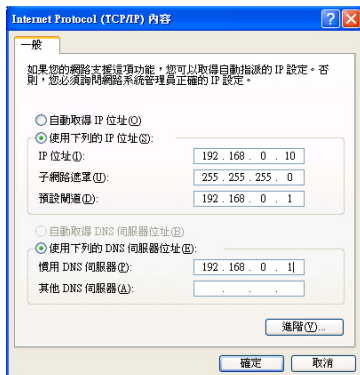 Internet Protocol (TCP/IP) 內容
一般
如果您的網路支援這項功能，您可以取得自動指派的 IP 設定。否
則，您必須詢問網路系統管理員正確的 IP 設定。
自動取得 IP 位址(O)
使用下列的 IP 位址(S):
IP 位址(I): 192 . 168 . 0 . 10
子網路遮罩(U): 255 . 255 . 255 . 0
預設閘道(D): 192 . 168 . 0 . 1
自動取得 DNS 伺服器位址(B)
使用下列的 DNS 伺服器位址(E):
慣用 DNS 伺服器(P): 192 . 168 . 0 . 1
其他 DNS 伺服器(A): . . .
進階(V)...
確定 取消